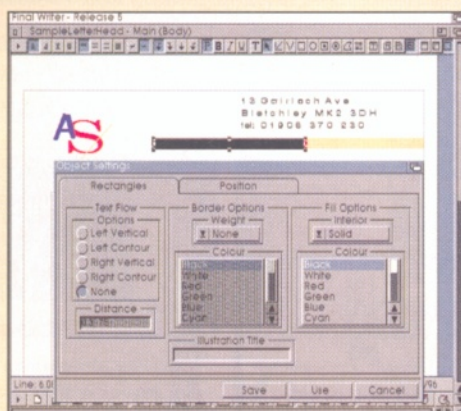 Final Writer - Release 5
SampleLetterHead - Main (Body)
B I U T
AS
13 Gairloch Ave
Bletchley MK2 3DH
tel: 01908 370 230
Object Settings
Rectangles Position
Text Flow Border Options Fill Options
Options Weight Interior
Left Vertical None Solid
Left Contour Colour Colour
Right Vertical Black Black
Right Contour White White
None Red Red
Green Green
Distance Blue Blue
Cyan Cyan
Illustration Title
Save Use Cancel